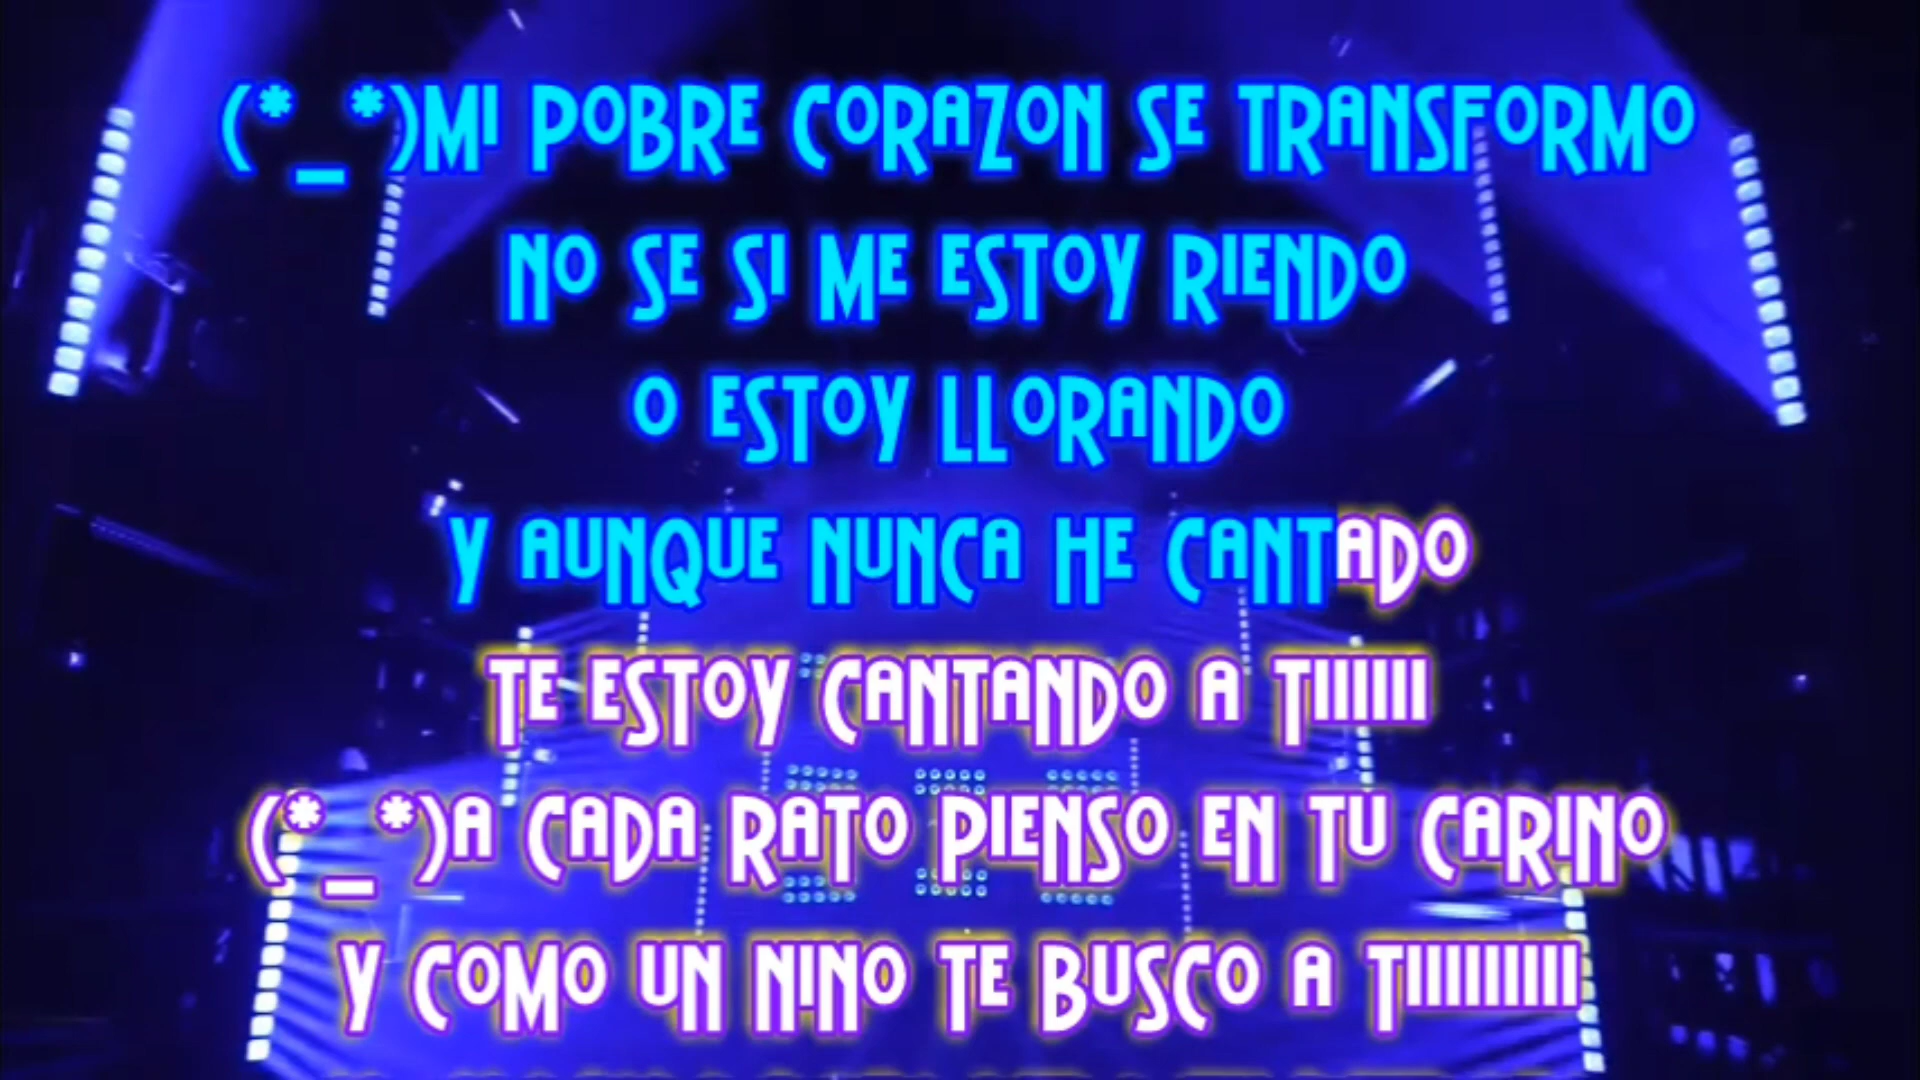 (*_*)MI POBRE CORAZON SE TRANSFORMO
NO SE SI ME ESTOY RIENDO
O ESTOY LLORANDO
Y AUNQUE NUNCA HE CANTADO
TE ESTOY CANTANDO A TIIIIII
(*_*)A CADA RATO PIENSO EN TU CARINO
Y COMO UN NINO TE BUSCO A TIIIIIIIIII